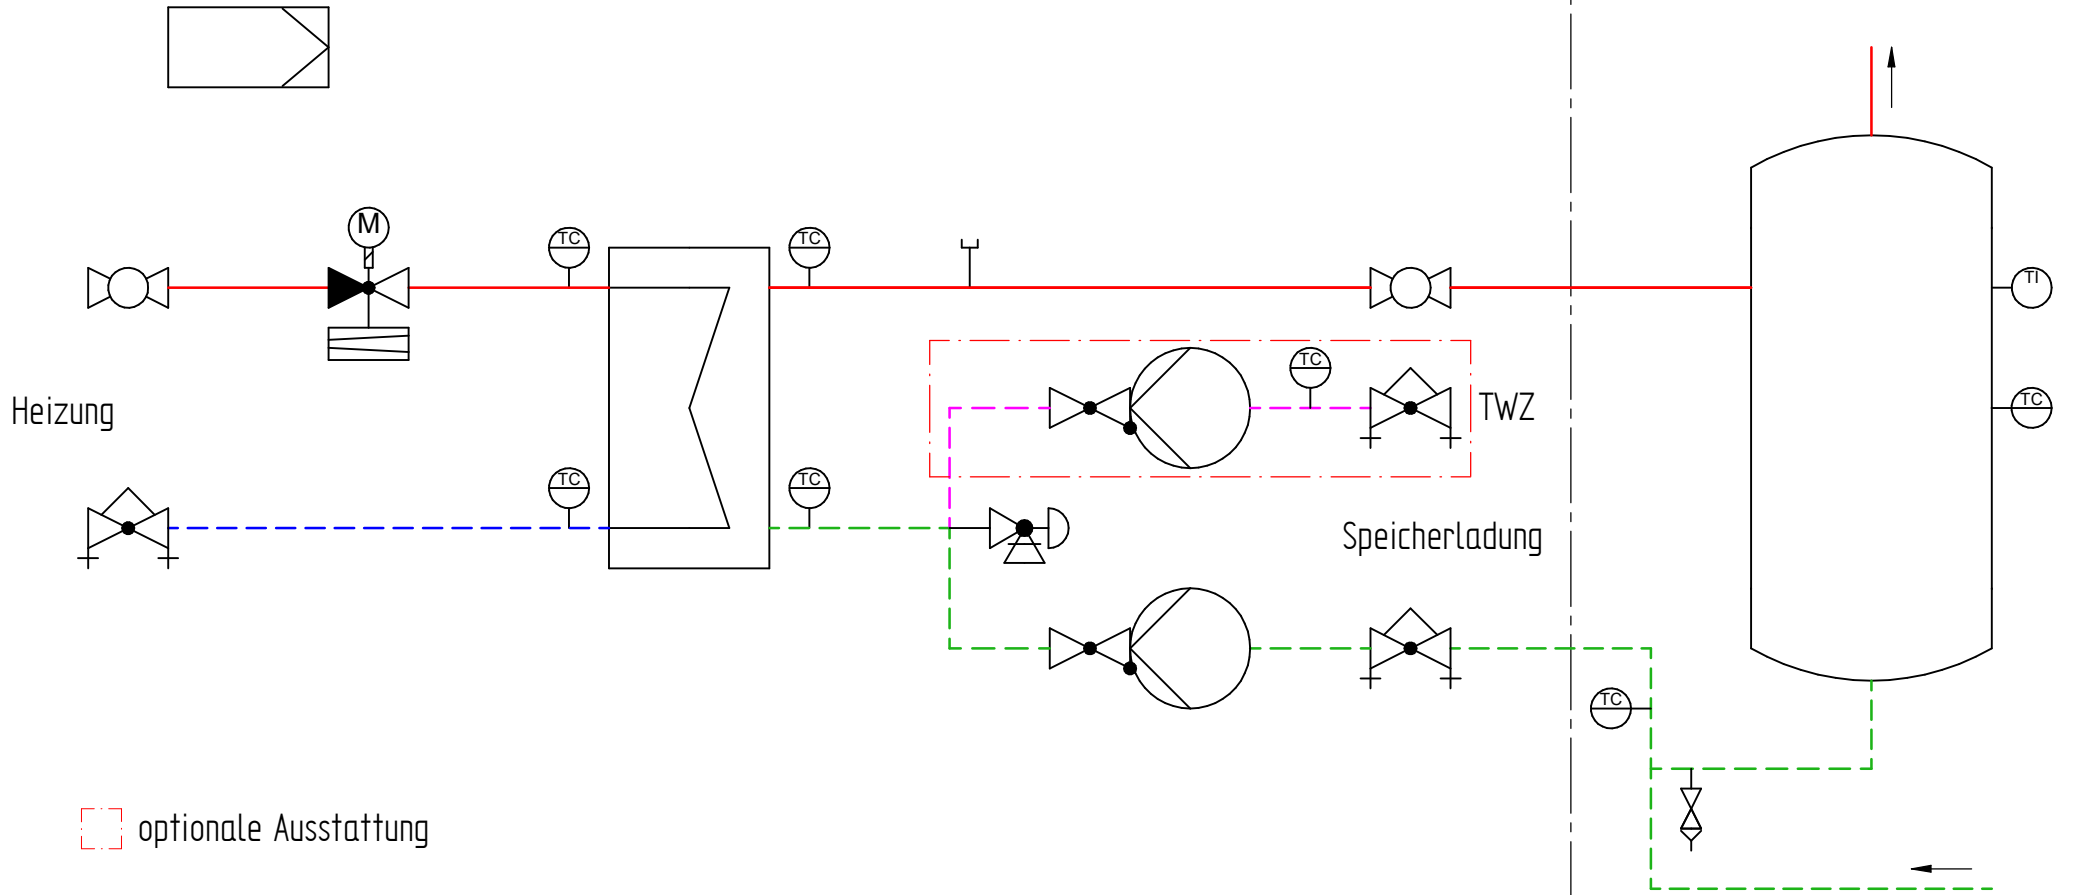 M
TC
TC
TI
TC
TC
Heizung
TWZ
TC
TC
Speicherladung
TC
optionale Ausstattung